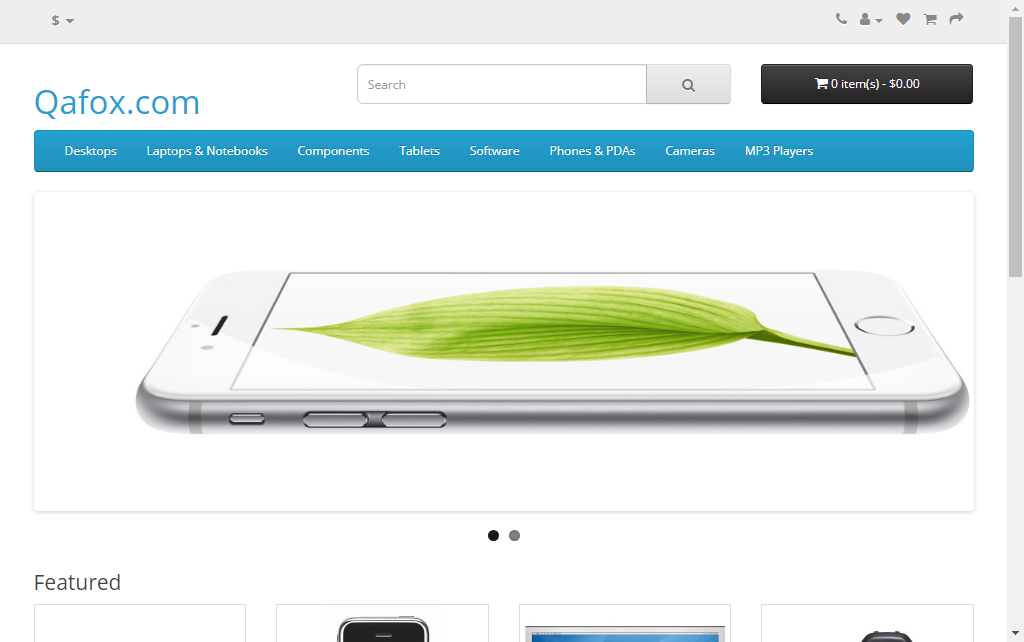 $
Qafox.com
Search
0 item(s) - $0.00
Desktops
Laptops & Notebooks
Components
Tablets
Software
Phones & PDAs
Cameras
MP3 Players
Featured